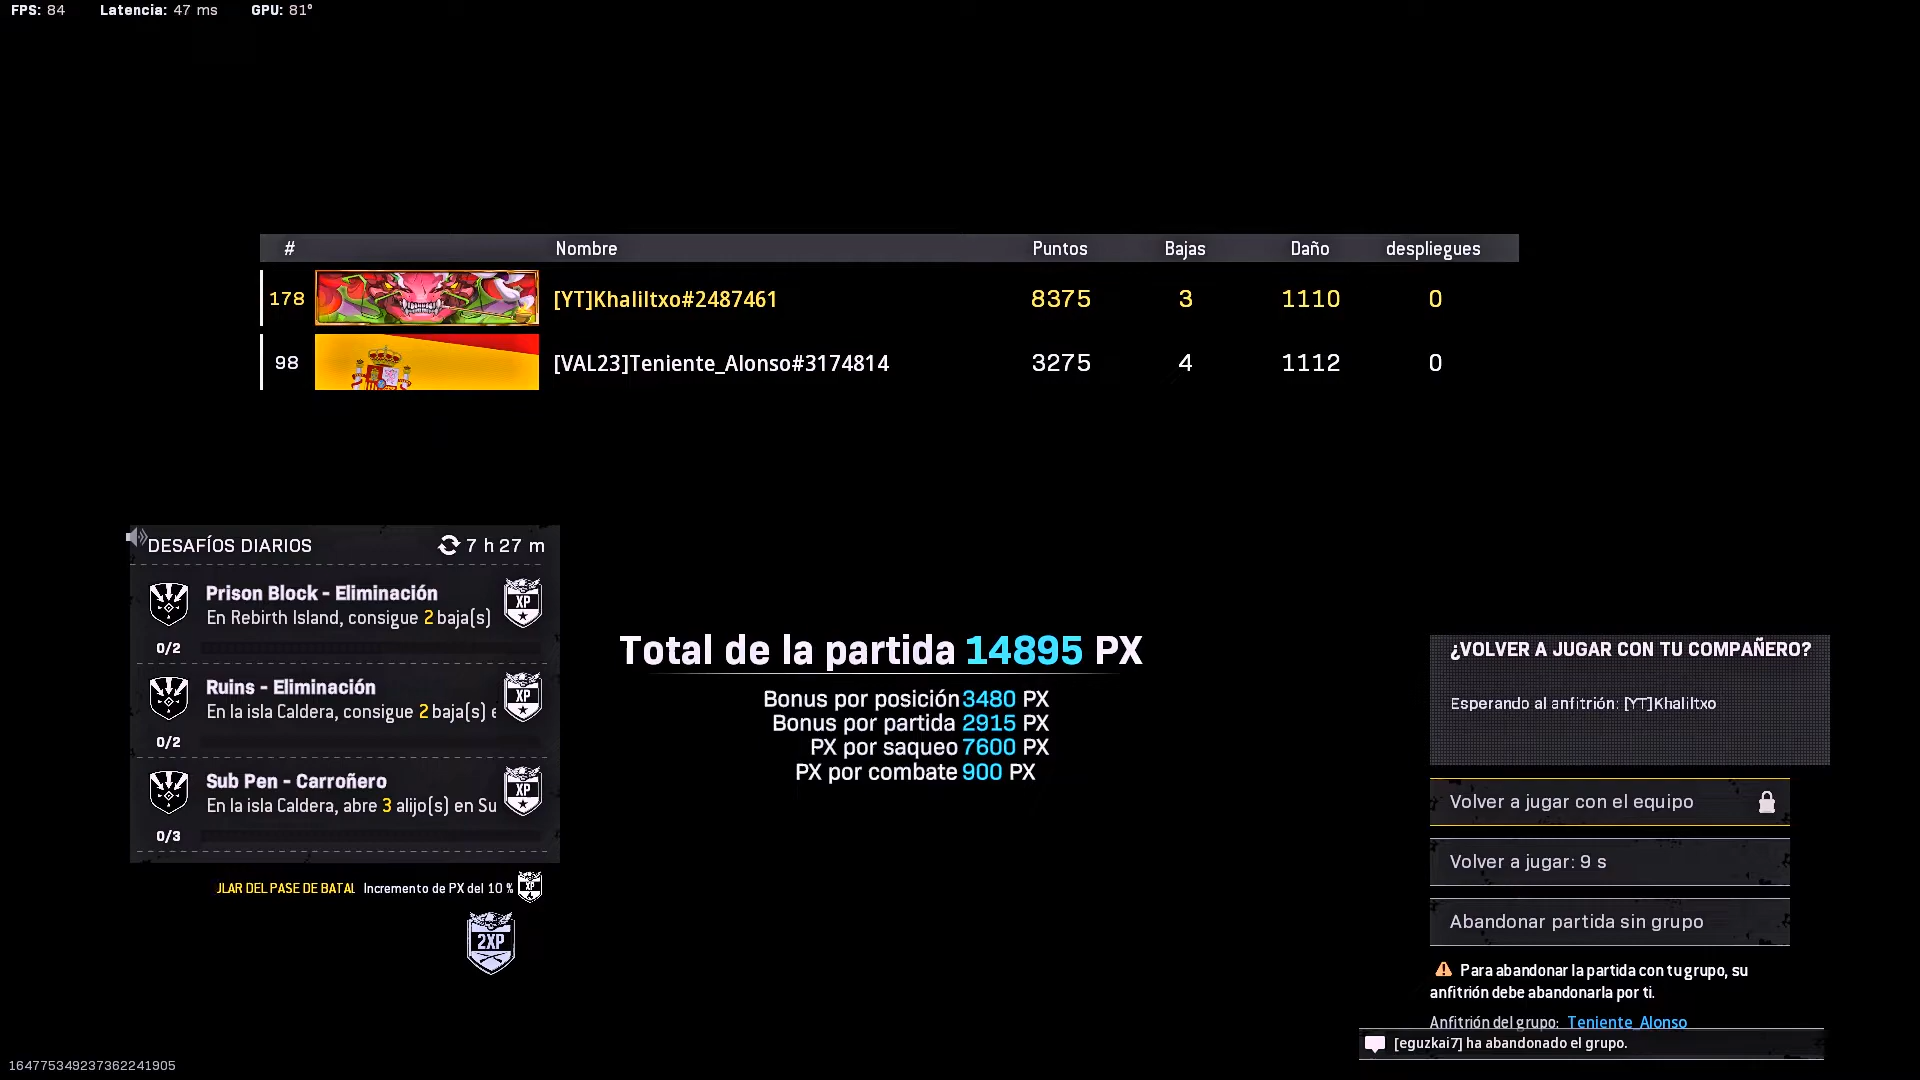 FPS: 84 Latencia: 47 ms GPU: 81°
# Nombre Puntos Bajas Daño despliegues
178 [YT]Khaliltxo#2487461 8375 3 1110 0
98 [VAL23]Teniente_Alonso#3174814 3275 4 1112 0
DESAFÍOS DIARIOS 7 h 27 m
Prison Block - Eliminación
En Rebirth Island, consigue 2 baja(s)
XP
0/2
Ruins - Eliminación
En la isla Caldera, consigue 2 baja(s) e
XP
0/2
Sub Pen - Carroñero
En la isla Caldera, abre 3 alijo(s) en Su
XP
0/3
JLAR DEL PASE DE BATAL Incremento de PX del 10 % XP
2XP
Total de la partida 14895 PX
Bonus por posición 3480 PX
Bonus por partida 2915 PX
PX por saqueo 7600 PX
PX por combate 900 PX
¿VOLVER A JUGAR CON TU COMPAÑERO?
Esperando al anfitrión: [YT]Khaliltxo
Volver a jugar con el equipo
Volver a jugar: 9 s
Abandonar partida sin grupo
Para abandonar la partida con tu grupo, su
anfitrión debe abandonarla por ti.
Anfitrión del grupo: Teniente_Alonso
[eguzkai7] ha abandonado el grupo.
164775349237362241905